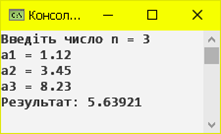 Консол...
Введіть число n = 3
a1 = 1.12
a2 = 3.45
a3 = 8.23
Результат: 5.63921